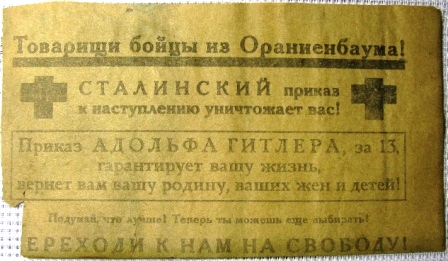 Товарищи бойцы из Ораниенбаума!
СТАЛИНСКИЙ приказ
к наступлению уничтожает вас!
Приказ АДОЛЬФА ГИТЛЕРА, за 13,
гарантирует вашу жизнь,
вернет вам вашу родину, ваших жен и детей!
Подумай, что лучше! Теперь ты можешь еще выбирать!
ЕРЕХОДИ К НАМ НА СВОБОДУ!